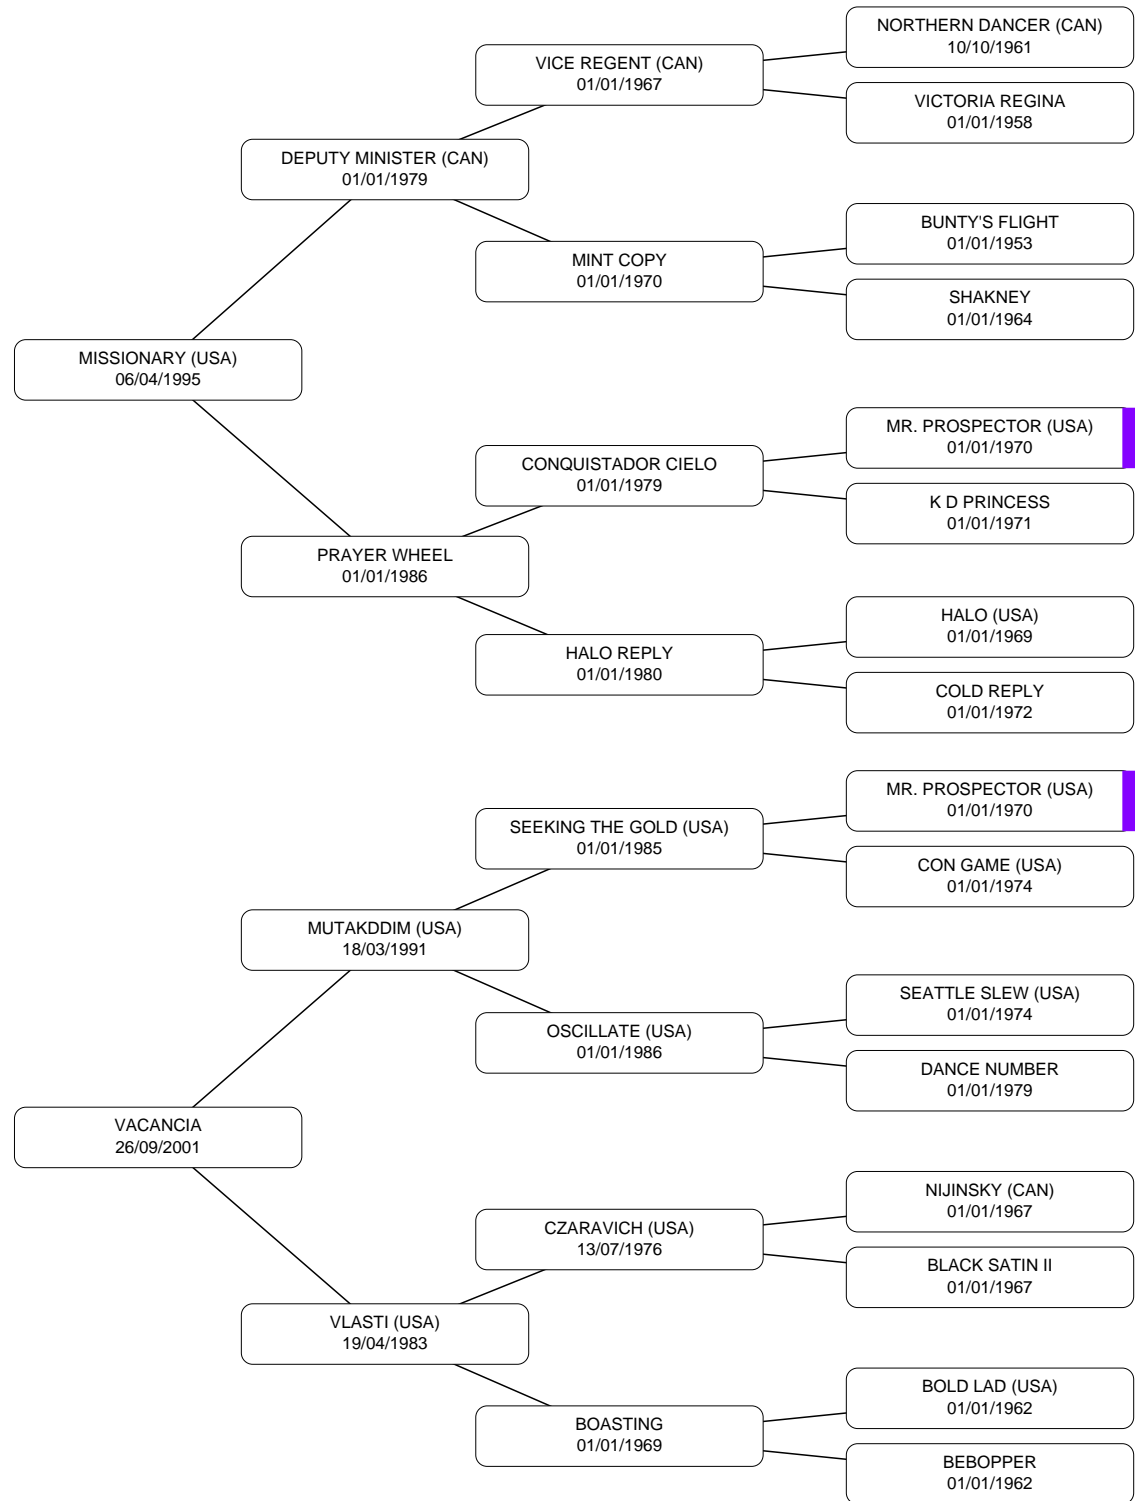 NORTHERN DANCER (CAN)
10/10/1961
VICE REGENT (CAN)
01/01/1967
VICTORIA REGINA
01/01/1958
DEPUTY MINISTER (CAN)
01/01/1979
BUNTY'S FLIGHT
01/01/1953
MINT COPY
01/01/1970
SHAKNEY
01/01/1964
MISSIONARY (USA)
06/04/1995
MR. PROSPECTOR (USA)
01/01/1970
CONQUISTADOR CIELO
01/01/1979
K D PRINCESS
01/01/1971
PRAYER WHEEL
01/01/1986
HALO (USA)
01/01/1969
HALO REPLY
01/01/1980
COLD REPLY
01/01/1972
MR. PROSPECTOR (USA)
01/01/1970
SEEKING THE GOLD (USA)
01/01/1985
CON GAME (USA)
01/01/1974
MUTAKDDIM (USA)
18/03/1991
SEATTLE SLEW (USA)
01/01/1974
OSCILLATE (USA)
01/01/1986
DANCE NUMBER
01/01/1979
VACANCIA
26/09/2001
NIJINSKY (CAN)
01/01/1967
CZARAVICH (USA)
13/07/1976
BLACK SATIN II
01/01/1967
VLASTI (USA)
19/04/1983
BOLD LAD (USA)
01/01/1962
BOASTING
01/01/1969
BEBOPPER
01/01/1962